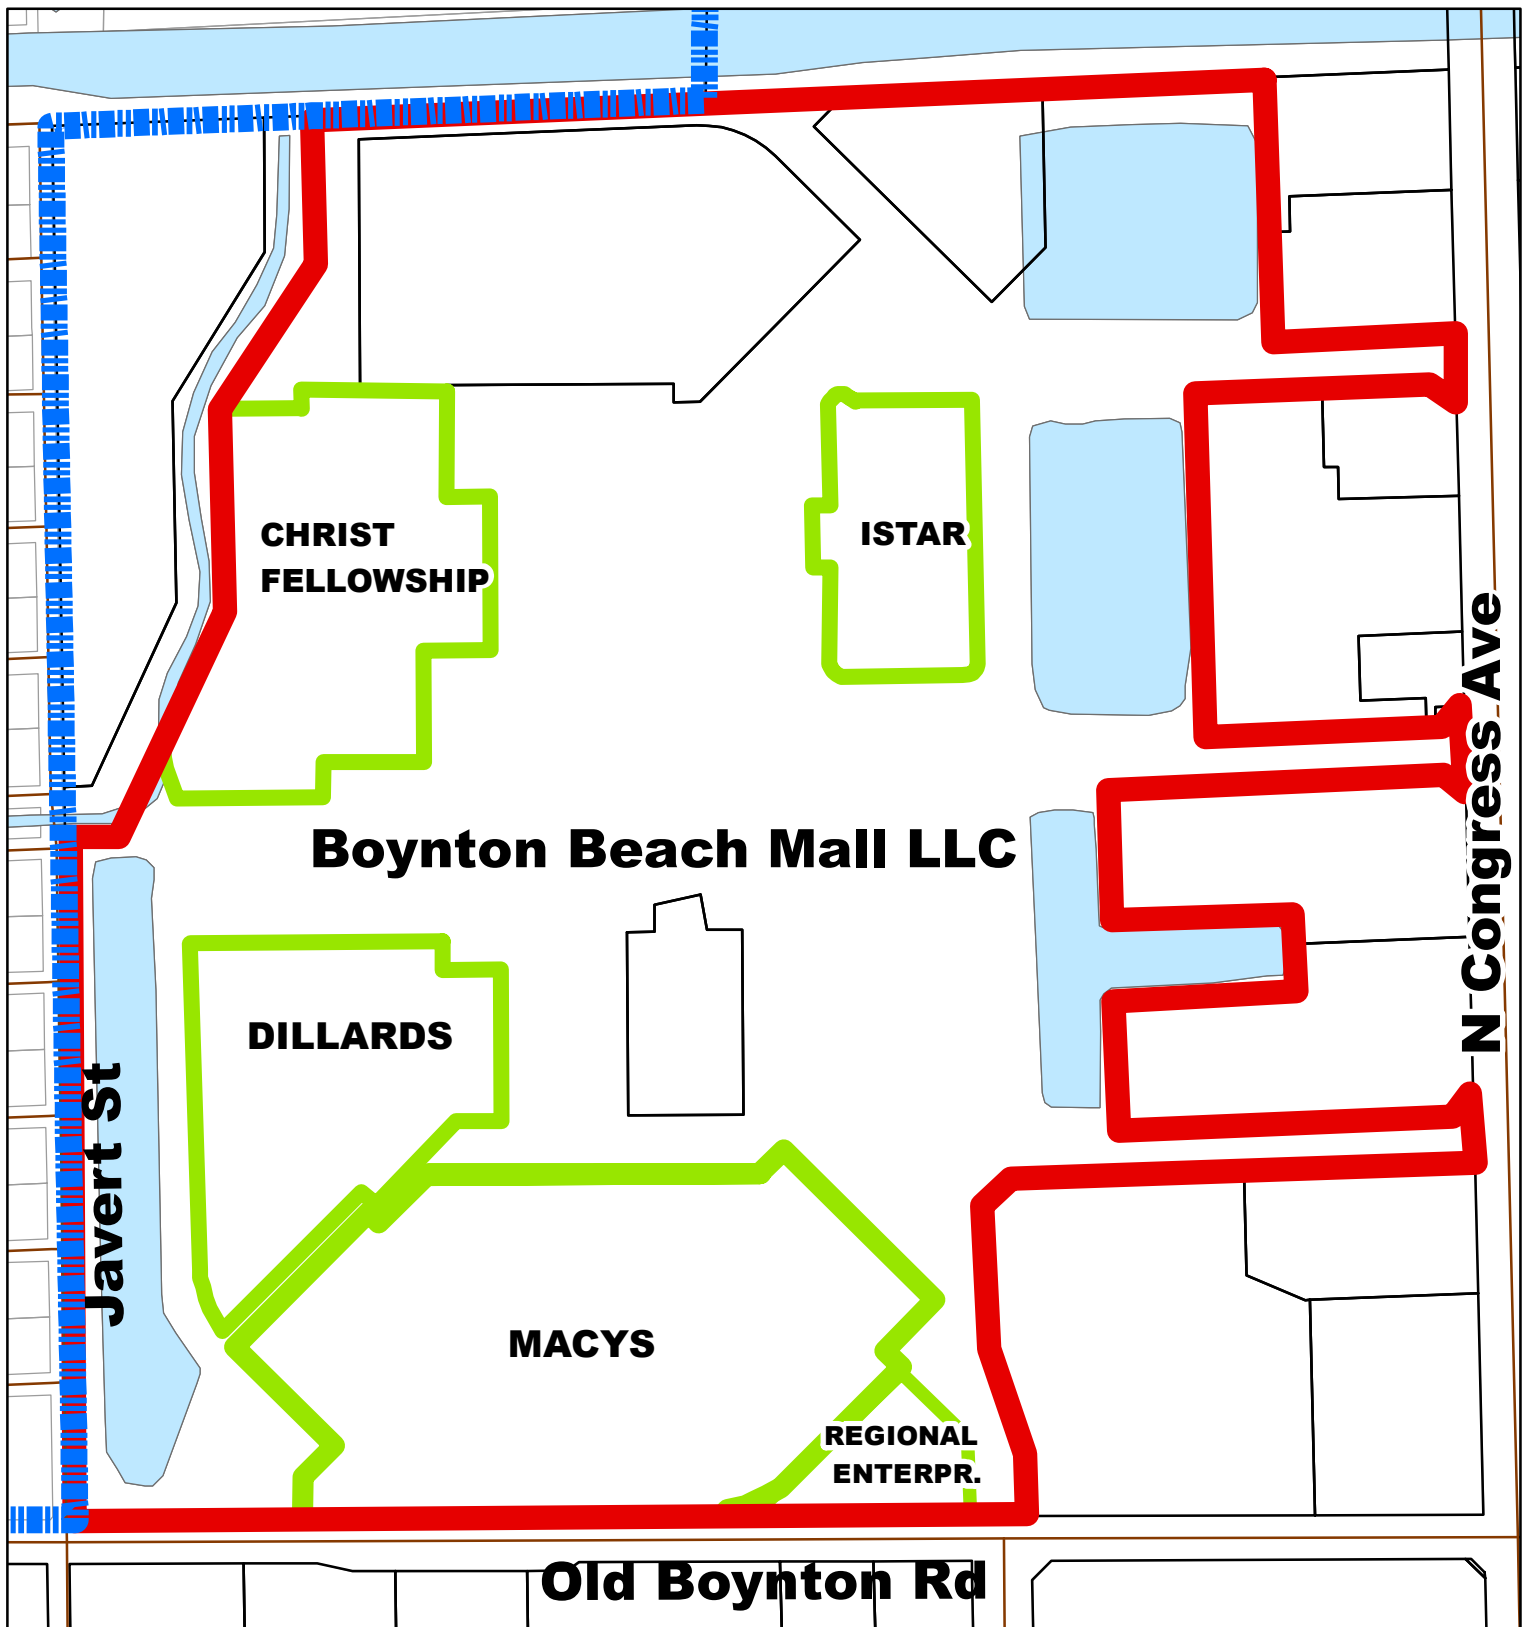 CHRIST
FELLOWSHIP
ISTAR
N Congress Ave
Boynton Beach Mall LLC
DILLARDS
Javert St
MACYS
REGIONAL
ENTERPR.
Old Boynton Rd